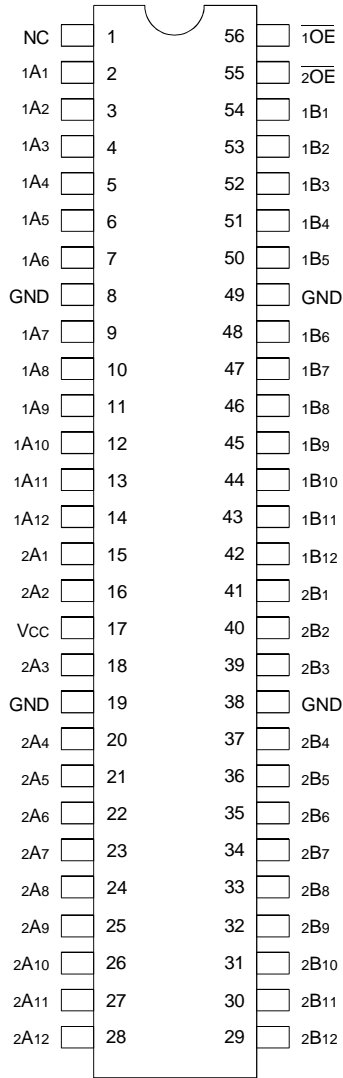 NC 1 56 1OE
1A1 2 55 2OE
1A2 3 54 1B1
1A3 4 53 1B2
1A4 5 52 1B3
1A5 6 51 1B4
1A6 7 50 1B5
GND 8 49 GND
1A7 9 48 1B6
1A8 10 47 1B7
1A9 11 46 1B8
1A10 12 45 1B9
1A11 13 44 1B10
1A12 14 43 1B11
2A1 15 42 1B12
2A2 16 41 2B1
VCC 17 40 2B2
2A3 18 39 2B3
GND 19 38 GND
2A4 20 37 2B4
2A5 21 36 2B5
2A6 22 35 2B6
2A7 23 34 2B7
2A8 24 33 2B8
2A9 25 32 2B9
2A10 26 31 2B10
2A11 27 30 2B11
2A12 28 29 2B12